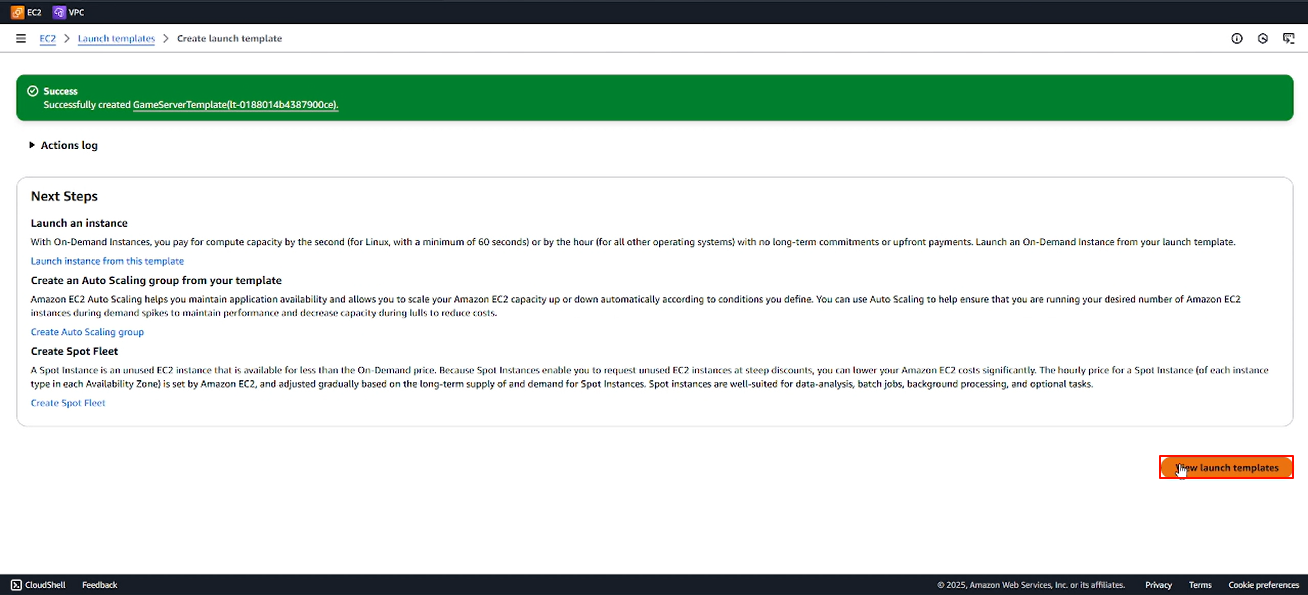 EC2 VPC
EC2 > Launch templates > Create launch template
Success
Successfully created GameServerTemplate(lt-0188014b4387900ce).
Actions log
Next Steps
Launch an instance
With On-Demand Instances, you pay for compute capacity by the second (for Linux, with a minimum of 60 seconds) or by the hour (for all other operating systems) with no long-term commitments or upfront payments. Launch an On-Demand Instance from your launch template.
Launch instance from this template
Create an Auto Scaling group from your template
Amazon EC2 Auto Scaling helps you maintain application availability and allows you to scale your Amazon EC2 capacity up or down automatically according to conditions you define. You can use Auto Scaling to help ensure that you are running your desired number of Amazon EC2
instances during demand spikes to maintain performance and decrease capacity during lulls to reduce costs.
Create Auto Scaling group
Create Spot Fleet
A Spot Instance is an unused EC2 instance that is available for less than the On-Demand price. Because Spot Instances enable you to request unused EC2 instances at steep discounts, you can lower your Amazon EC2 costs significantly. The hourly price for a Spot Instance (of each instance
type in each Availability Zone) is set by Amazon EC2, and adjusted gradually based on the long-term supply of and demand for Spot Instances. Spot instances are well-suited for data-analysis, batch jobs, background processing, and optional tasks.
Create Spot Fleet
View launch templates
CloudShell Feedback © 2025, Amazon Web Services, Inc. or its affiliates. Privacy Terms Cookie preferences